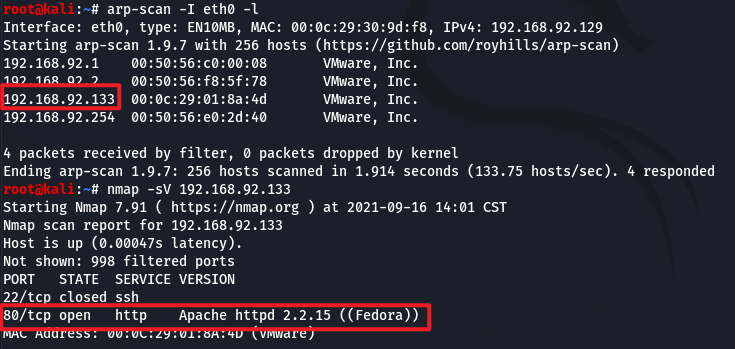 root@kali:~# arp-scan -I eth0 -l
Interface: eth0, type: EN10MB, MAC: 00:0c:29:30:9d:f8, IPv4: 192.168.92.129
Starting arp-scan 1.9.7 with 256 hosts (https://github.com/royhills/arp-scan)
192.168.92.1 00:50:56:c0:00:08 VMware, Inc.
192.168.92.2 00:50:56:f8:5f:78 VMware, Inc.
192.168.92.133 00:0c:29:01:8a:4d VMware, Inc.
192.168.92.254 00:50:56:e0:2d:40 VMware, Inc.
4 packets received by filter, 0 packets dropped by kernel
Ending arp-scan 1.9.7: 256 hosts scanned in 1.914 seconds (133.75 hosts/sec). 4 responded
root@kali:~# nmap -sV 192.168.92.133
Starting Nmap 7.91 ( https://nmap.org ) at 2021-09-16 14:01 CST
Nmap scan report for 192.168.92.133
Host is up (0.00047s latency).
Not shown: 998 filtered ports
PORT STATE SERVICE VERSION
22/tcp closed ssh
80/tcp open http Apache httpd 2.2.15 ((Fedora))
MAC Address: 00:0C:29:01:8A:4D (VMware)